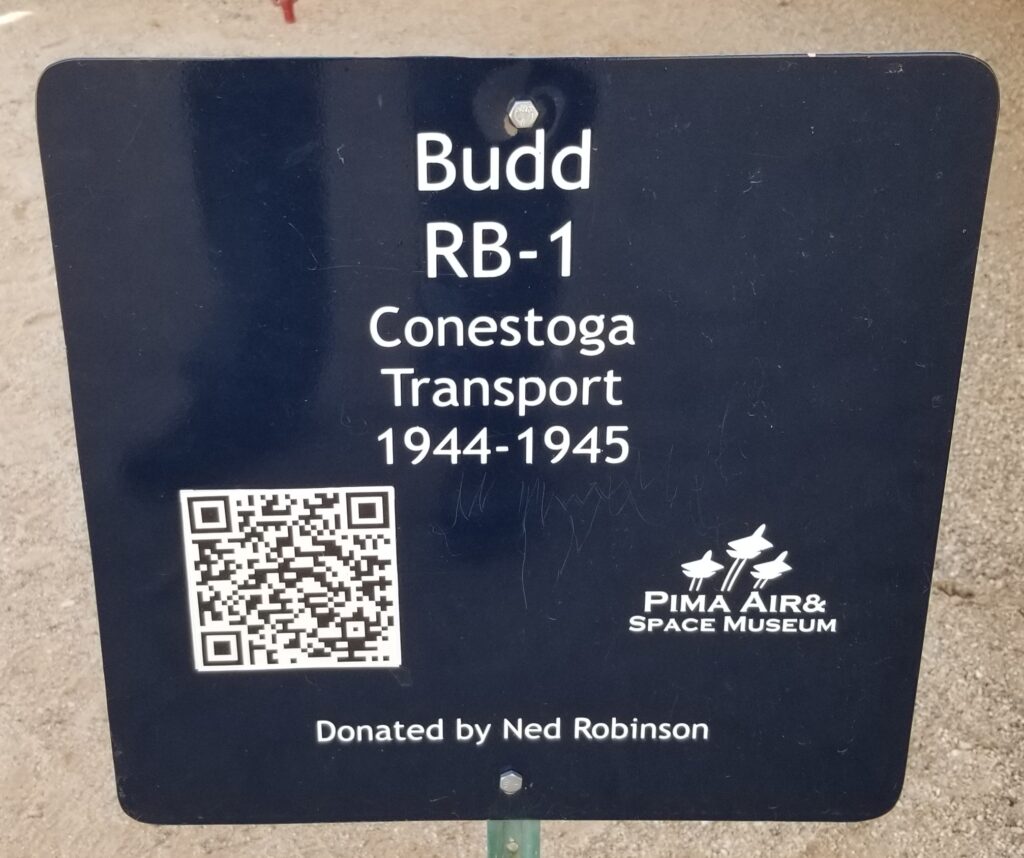 Budd
RB-1
Conestoga
Transport
1944-1945
PIMA AIR&
SPACE MUSEUM
Donated by Ned Robinson